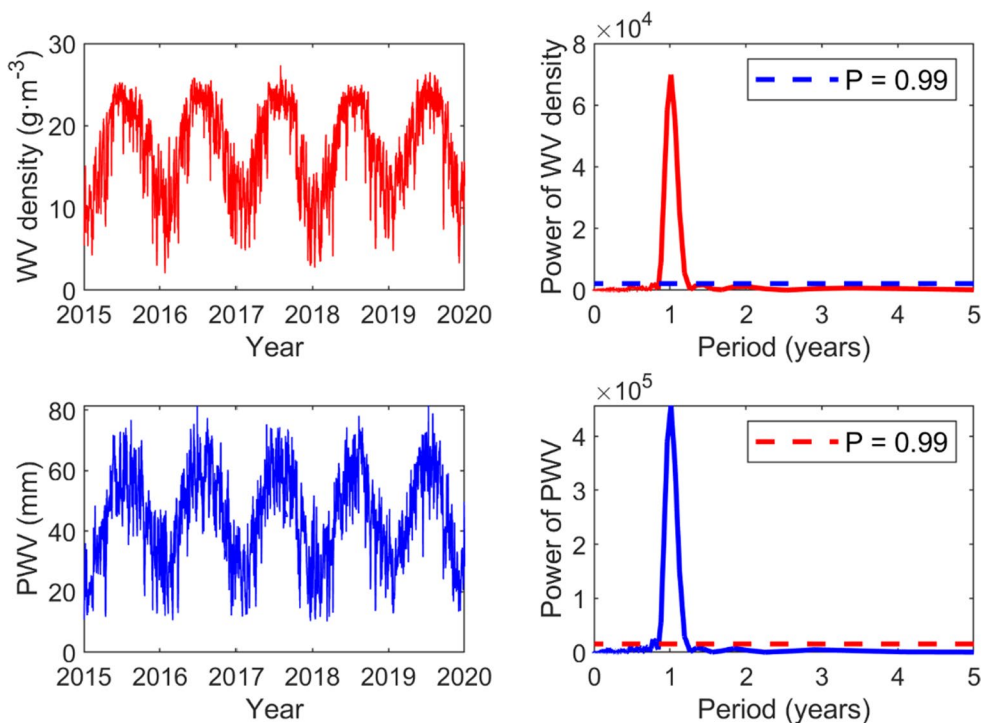 30
20
10
0
WV density (g·m⁻³)
2015 2016 2017 2018 2019 2020
Year
×10⁴
8
6
4
2
0
Power of WV density
P = 0.99
0 1 2 3 4 5
Period (years)
80
60
40
20
0
PWV (mm)
2015 2016 2017 2018 2019 2020
Year
×10⁵
4
3
2
1
0
Power of PWV
P = 0.99
0 1 2 3 4 5
Period (years)